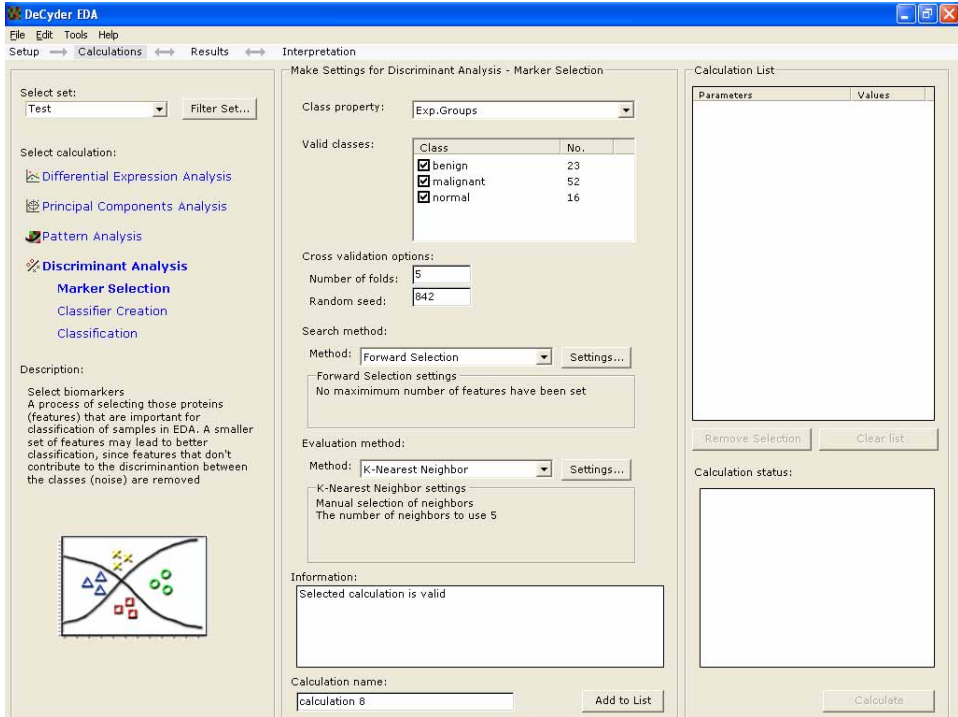 DeCyder EDA
File Edit Tools Help
Setup Calculations Results Interpretation
Select set:
Test
Filter Set...
Select calculation:
Differential Expression Analysis
Principal Components Analysis
Pattern Analysis
Discriminant Analysis
Marker Selection
Classifier Creation
Classification
Description:
Select biomarkers
A process of selecting those proteins
(features) that are important for
classification of samples in EDA. A smaller
set of features may lead to better
classification, since features that don't
contribute to the discriminantion between
the classes (noise) are removed
Make Settings for Discriminant Analysis - Marker Selection
Class property: Exp.Groups
Valid classes:
Class No.
benign 23
malignant 52
normal 16
Cross validation options:
Number of folds: 5
Random seed: 842
Search method:
Method: Forward Selection Settings...
Forward Selection settings
No maximimum number of features have been set
Evaluation method:
Method: K-Nearest Neighbor Settings...
K-Nearest Neighbor settings
Manual selection of neighbors
The number of neighbors to use 5
Information:
Selected calculation is valid
Calculation name:
calculation 8
Add to List
Calculation List
Parameters Values
Remove Selection Clear list
Calculation status:
Calculate